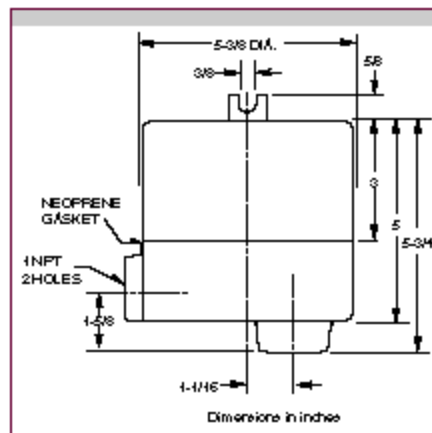 5-3/8 DIA.
3/8
5/8
3
5
5-3/4
NEOPRENE
GASKET
1 NPT
2 HOLES
1-5/8
1-1/16
Dimensions in inches